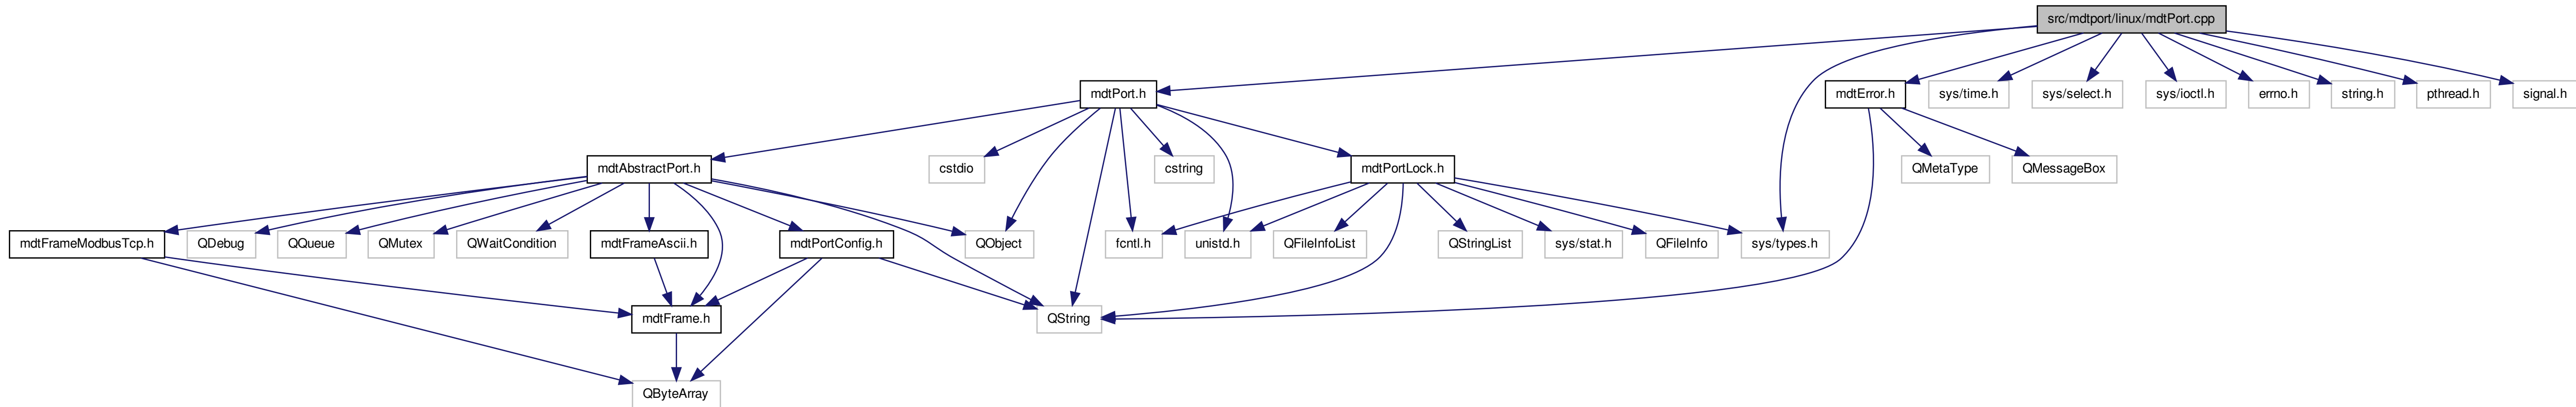 src/mdtport/linux/mdtPort.cpp
mdtPort.h
mdtError.h
sys/time.h
sys/select.h
sys/ioctl.h
errno.h
string.h
pthread.h
signal.h
mdtAbstractPort.h
cstdio
cstring
mdtPortLock.h
QMetaType
QMessageBox
mdtFrameModbusTcp.h
QDebug
QQueue
QMutex
QWaitCondition
mdtFrameAscii.h
mdtPortConfig.h
QObject
fcntl.h
unistd.h
QFileInfoList
QStringList
sys/stat.h
QFileInfo
sys/types.h
mdtFrame.h
QString
QByteArray